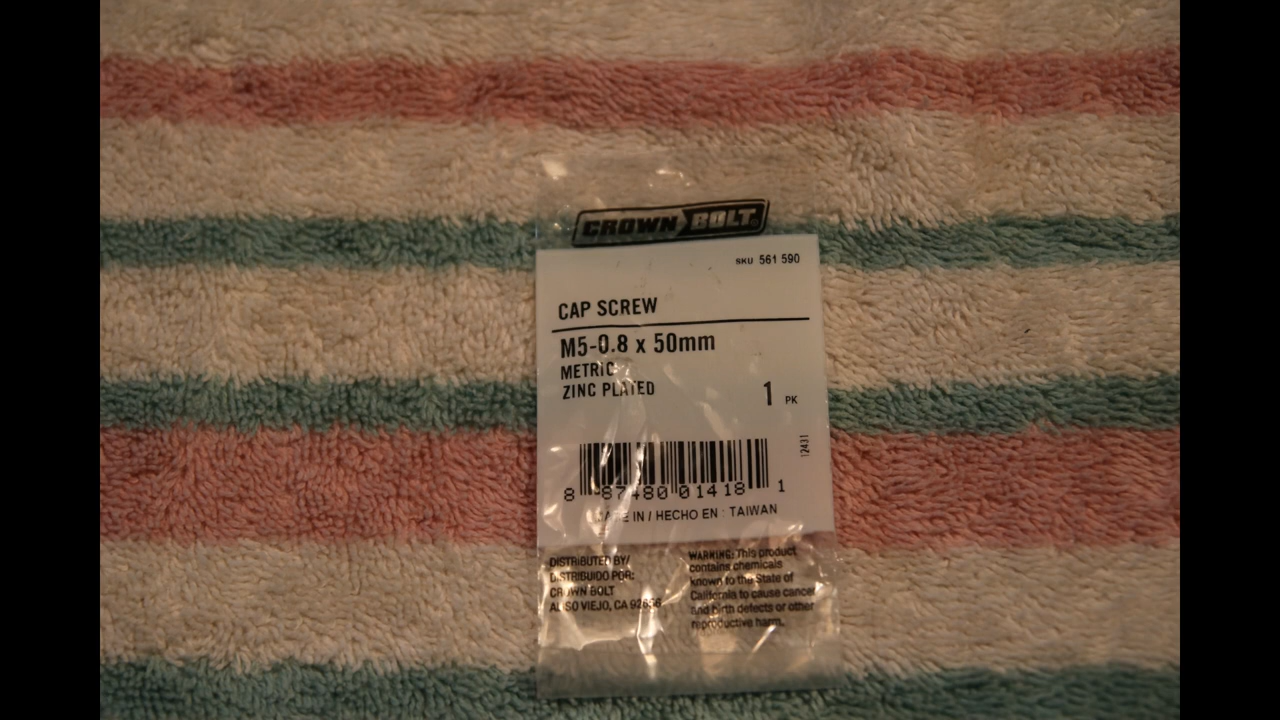 CROWN BOLT
SKU 561 590
CAP SCREW
M5-0.8 x 50mm
METRIC
ZINC PLATED
1 PK
12431
8 87480 01418 1
MADE IN / HECHO EN : TAIWAN
DISTRIBUTED BY/
DISTRIBUIDO POR:
CROWN BOLT
ALISO VIEJO, CA 92656
WARNING: This product
contains chemicals
known to the State of
California to cause cancer
and birth defects or other
reproductive harm.